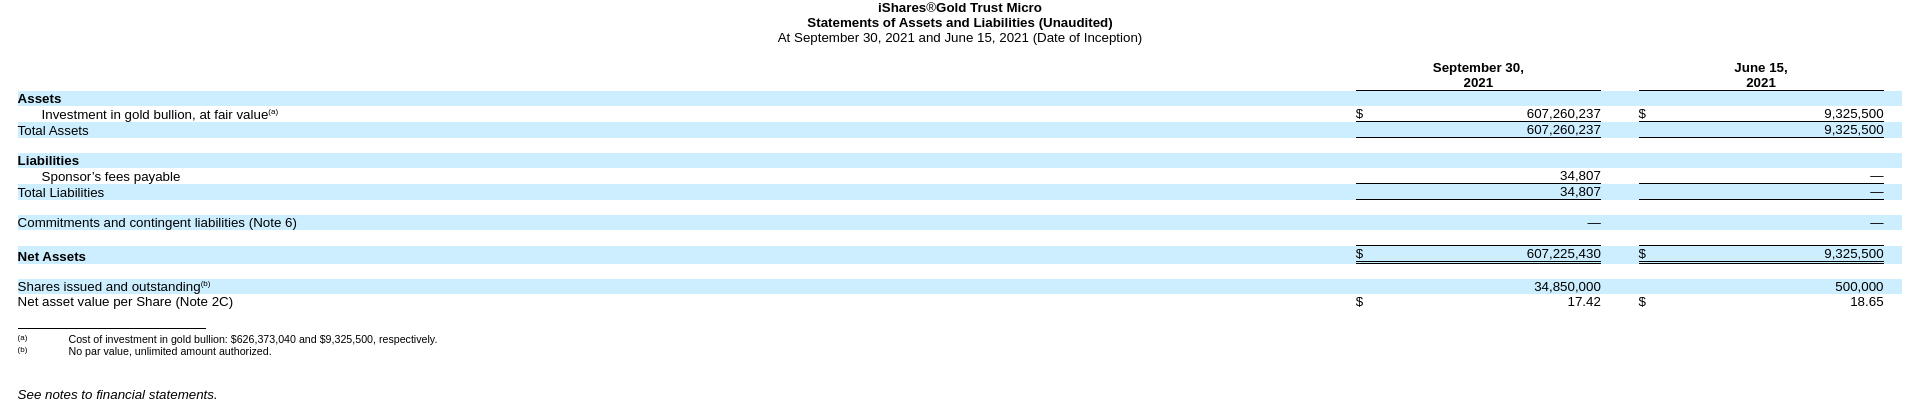 iShares®Gold Trust Micro
Statements of Assets and Liabilities (Unaudited)
At September 30, 2021 and June 15, 2021 (Date of Inception)
September 30, 2021 June 15, 2021
Assets
Investment in gold bullion, at fair value(a) $ 607,260,237 $ 9,325,500
Total Assets 607,260,237 9,325,500
Liabilities
Sponsor’s fees payable 34,807 —
Total Liabilities 34,807 —
Commitments and contingent liabilities (Note 6) — —
Net Assets $ 607,225,430 $ 9,325,500
Shares issued and outstanding(b) 34,850,000 500,000
Net asset value per Share (Note 2C) $ 17.42 $ 18.65
(a) Cost of investment in gold bullion: $626,373,040 and $9,325,500, respectively.
(b) No par value, unlimited amount authorized.
See notes to financial statements.